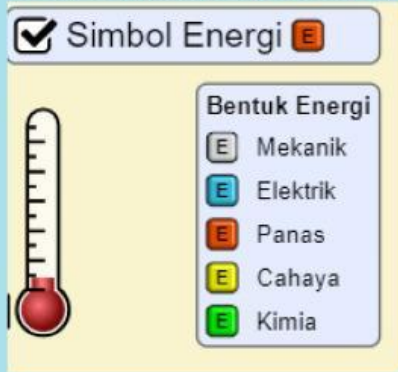 Simbol Energi E
Bentuk Energi
E Mekanik
E Elektrik
E Panas
E Cahaya
E Kimia